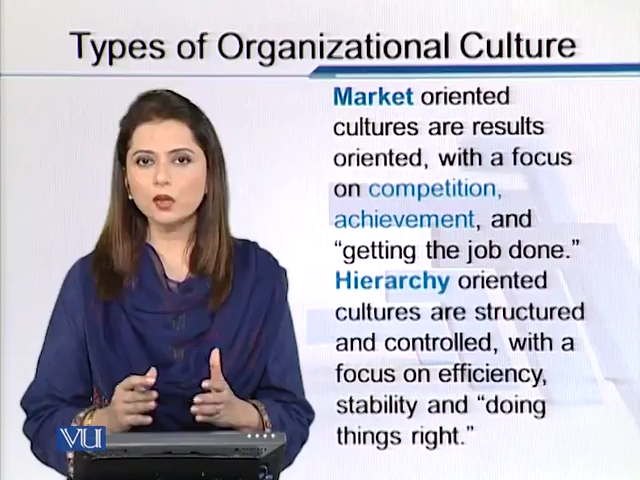 Types of Organizational Culture
Market oriented
cultures are results
oriented, with a focus
on competition,
achievement, and
“getting the job done.”
Hierarchy oriented
cultures are structured
and controlled, with a
focus on efficiency,
stability and “doing
things right.”
VU